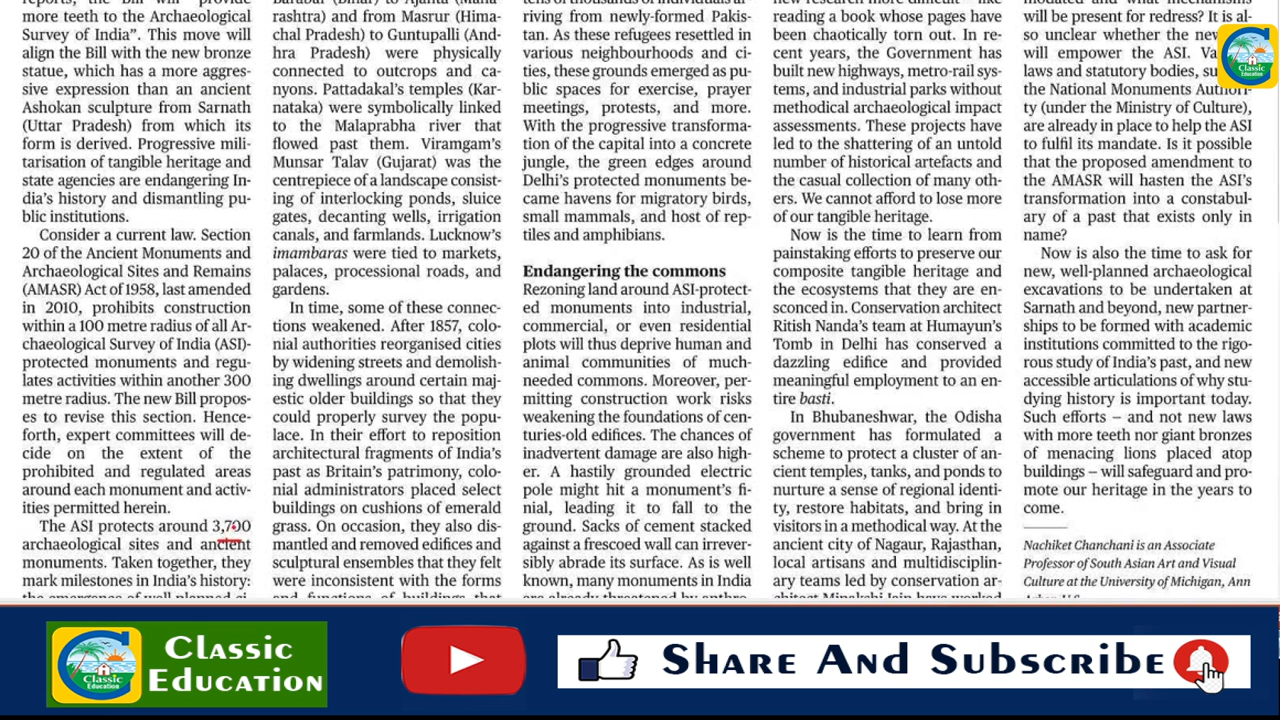 reports, the Bill will "provide
more teeth to the Archaeological
Survey of India". This move will
align the Bill with the new bronze
statue, which has a more aggres-
sive expression than an ancient
Ashokan sculpture from Sarnath
(Uttar Pradesh) from which its
form is derived. Progressive mili-
tarisation of tangible heritage and
state agencies are endangering In-
dia's history and dismantling pu-
blic institutions.
Consider a current law. Section
20 of the Ancient Monuments and
Archaeological Sites and Remains
(AMASR) Act of 1958, last amended
in 2010, prohibits construction
within a 100 metre radius of all Ar-
chaeological Survey of India (ASI)-
protected monuments and regu-
lates activities within another 300
metre radius. The new Bill propos-
es to revise this section. Hence-
forth, expert committees will de-
cide on the extent of the
prohibited and regulated areas
around each monument and activ-
ities permitted herein.
The ASI protects around 3,700
archaeological sites and ancient
monuments. Taken together, they
mark milestones in India's history:
Barabar (Bihar) to Ajanta (Maha-
rashtra) and from Masrur (Hima-
chal Pradesh) to Guntupalli (And-
hra Pradesh) were physically
connected to outcrops and ca-
nyons. Pattadakal's temples (Kar-
nataka) were symbolically linked
to the Malaprabha river that
flowed past them. Viramgam's
Munsar Talav (Gujarat) was the
centrepiece of a landscape consist-
ing of interlocking ponds, sluice
gates, decanting wells, irrigation
canals, and farmlands. Lucknow's
imambaras were tied to markets,
palaces, processional roads, and
gardens.
In time, some of these connec-
tions weakened. After 1857, colo-
nial authorities reorganised cities
by widening streets and demolish-
ing dwellings around certain maj-
estic older buildings so that they
could properly survey the popu-
lace. In their effort to reposition
architectural fragments of India's
past as Britain's patrimony, colo-
nial administrators placed select
buildings on cushions of emerald
grass. On occasion, they also dis-
mantled and removed edifices and
sculptural ensembles that they felt
were inconsistent with the forms
and functions of buildings that
tens of thousands of individuals ar-
riving from newly-formed Pakis-
tan. As these refugees resettled in
various neighbourhoods and ci-
ties, these grounds emerged as pu-
blic spaces for exercise, prayer
meetings, protests, and more.
With the progressive transforma-
tion of the capital into a concrete
jungle, the green edges around
Delhi's protected monuments be-
came havens for migratory birds,
small mammals, and host of rep-
tiles and amphibians.
Endangering the commons
Rezoning land around ASI-protect-
ed monuments into industrial,
commercial, or even residential
plots will thus deprive human and
animal communities of much-
needed commons. Moreover, per-
mitting construction work risks
weakening the foundations of cen-
turies-old edifices. The chances of
inadvertent damage are also high-
er. A hastily grounded electric
pole might hit a monument's fi-
nial, leading it to fall to the
ground. Sacks of cement stacked
against a frescoed wall can irrever-
sibly abrade its surface. As is well
known, many monuments in India
new research more difficult – like
reading a book whose pages have
been chaotically torn out. In re-
cent years, the Government has
built new highways, metro-rail sys-
tems, and industrial parks without
methodical archaeological impact
assessments. These projects have
led to the shattering of an untold
number of historical artefacts and
the casual collection of many oth-
ers. We cannot afford to lose more
of our tangible heritage.
Now is the time to learn from
painstaking efforts to preserve our
composite tangible heritage and
the ecosystems that they are en-
sconced in. Conservation architect
Ritish Nanda's team at Humayun's
Tomb in Delhi has conserved a
dazzling edifice and provided
meaningful employment to an en-
tire basti.
In Bhubaneshwar, the Odisha
government has formulated a
scheme to protect a cluster of an-
cient temples, tanks, and ponds to
nurture a sense of regional identi-
ty, restore habitats, and bring in
visitors in a methodical way. At the
ancient city of Nagaur, Rajasthan,
local artisans and multidisciplin-
ary teams led by conservation ar-
chitect Minakshi Jain have worked
modated and what mechanisms
will be present for redress? It is al-
so unclear whether the new
will empower the ASI.
laws and statutory bodies,
the National Monuments Authori-
ty (under the Ministry of Culture),
are already in place to help the ASI
to fulfil its mandate. Is it possible
that the proposed amendment to
the AMASR will hasten the ASI's
transformation into a constabul-
ary of a past that exists only in
name?
Now is also the time to ask for
new, well-planned archaeological
excavations to be undertaken at
Sarnath and beyond, new partner-
ships to be formed with academic
institutions committed to the rigo-
rous study of India's past, and new
accessible articulations of why stu-
dying history is important today.
Such efforts – and not new laws
with more teeth nor giant bronzes
of menacing lions placed atop
buildings – will safeguard and pro-
mote our heritage in the years to
come.
Nachiket Chanchani is an Associate
Professor of South Asian Art and Visual
Culture at the University of Michigan, Ann
Classic
Education
Classic
Education
Classic
Education
Share And Subscribe